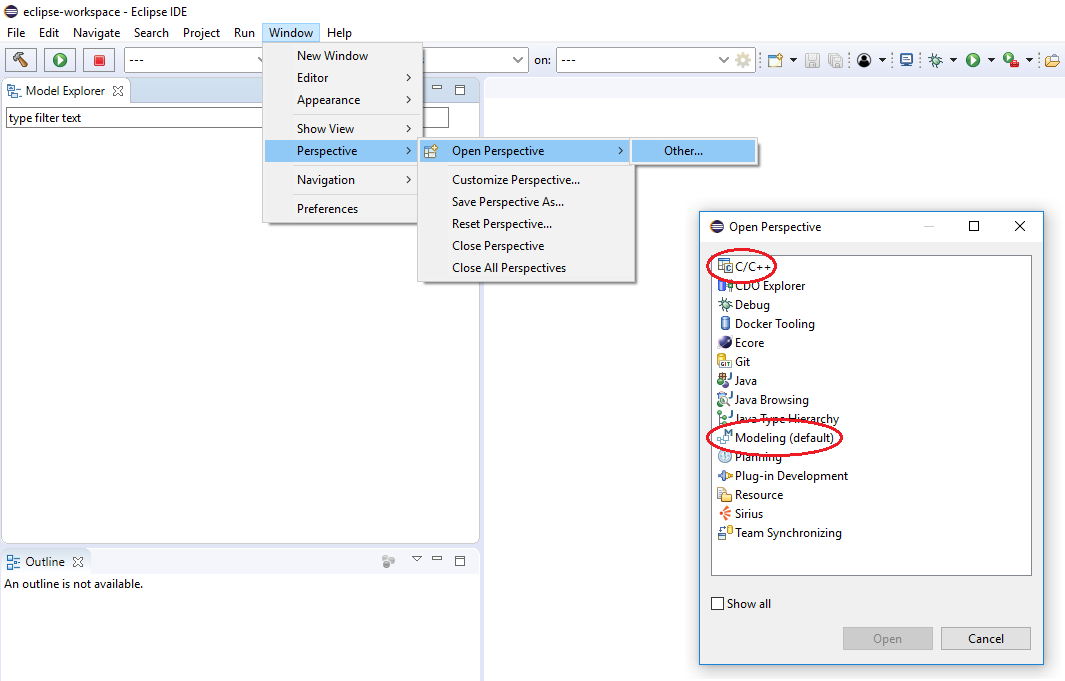 eclipse-workspace - Eclipse IDE
File Edit Navigate Search Project Run Window Help
--- on: ---
New Window
Editor
Appearance
Show View
Perspective
Navigation
Preferences
Open Perspective
Customize Perspective...
Save Perspective As...
Reset Perspective...
Close Perspective
Close All Perspectives
Other...
Model Explorer
type filter text
Outline
An outline is not available.
Open Perspective
C/C++
CDO Explorer
Debug
Docker Tooling
Ecore
Git
Java
Java Browsing
Java Type Hierarchy
Modeling (default)
Planning
Plug-in Development
Resource
Sirius
Team Synchronizing
Show all
Open Cancel